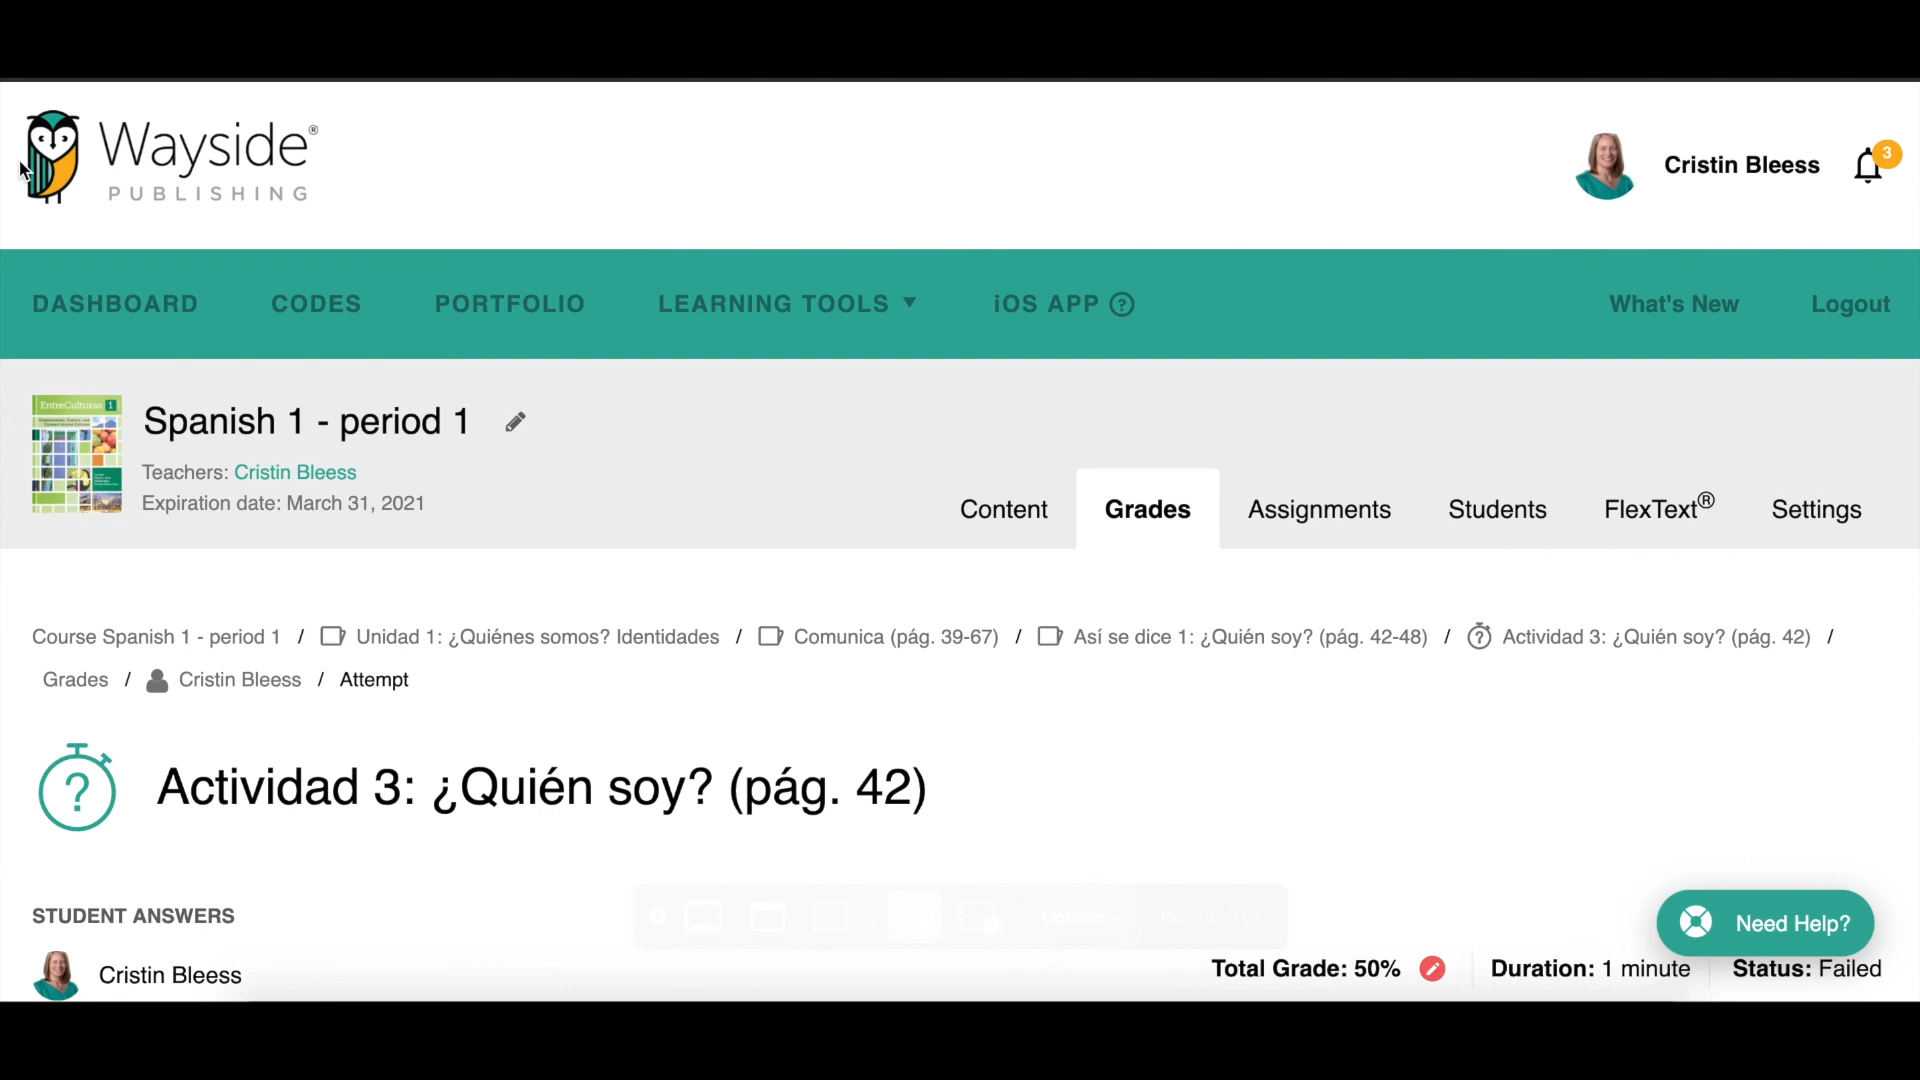 Wayside®
PUBLISHING
Cristin Bleess
3
DASHBOARD CODES PORTFOLIO LEARNING TOOLS ▼ iOS APP ? What's New Logout
EntreCulturas 1
Spanish 1 - period 1
Teachers: Cristin Bleess
Expiration date: March 31, 2021
Content Grades Assignments Students FlexText® Settings
Course Spanish 1 - period 1 / Unidad 1: ¿Quiénes somos? Identidades / Comunica (pág. 39-67) / Así se dice 1: ¿Quién soy? (pág. 42-48) / ? Actividad 3: ¿Quién soy? (pág. 42) /
Grades / Cristin Bleess / Attempt
? Actividad 3: ¿Quién soy? (pág. 42)
STUDENT ANSWERS
Options
Need Help?
Cristin Bleess
Total Grade: 50% Duration: 1 minute Status: Failed